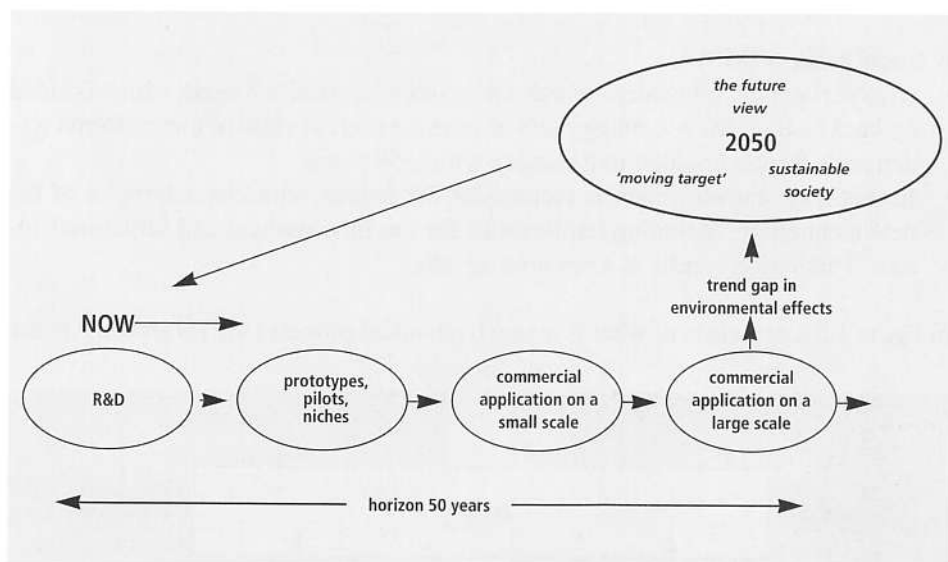 the future
view
2050
'moving target'
sustainable
society
trend gap in
environmental effects
NOW
R&D
prototypes,
pilots,
niches
commercial
application on a
small scale
commercial
application on a
large scale
horizon 50 years